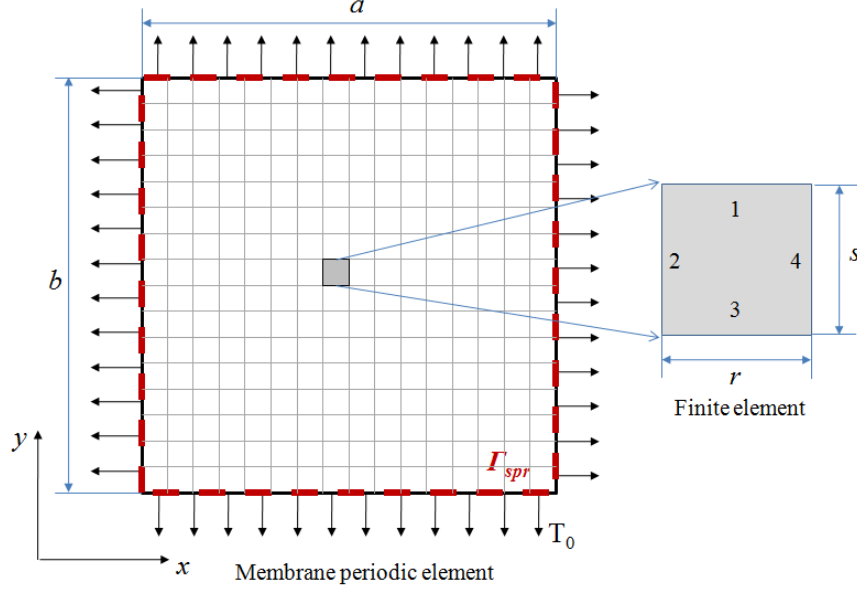 a
b
1
2 4
3
s
r
Finite element
Γspr
y
T0
x
Membrane periodic element